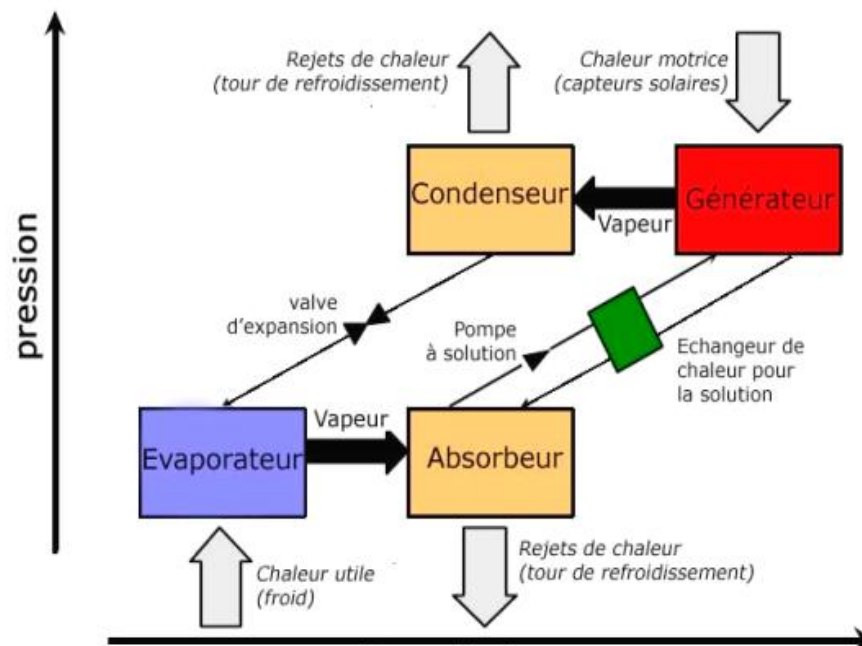 Rejets de chaleur
(tour de refroidissement)
Chaleur motrice
(capteurs solaires)
Condenseur
Générateur
Vapeur
pression
valve
d'expansion
Pompe
à solution
Echangeur de
chaleur pour
la solution
Vapeur
Evaporateur
Absorbeur
Chaleur utile
(froid)
Rejets de chaleur
(tour de refroidissement)